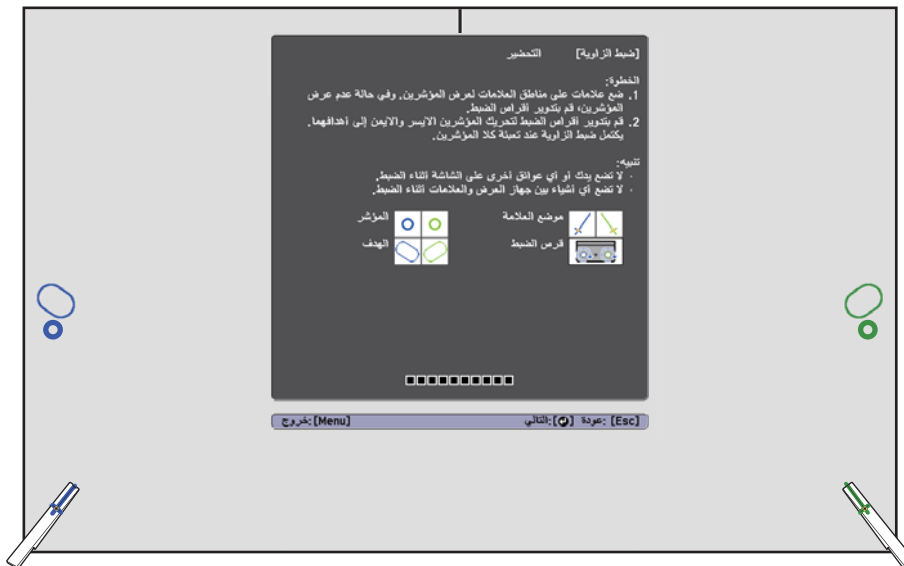 [ضبط الزاوية] التحضير
الخطوة:
1. ضع علامات على مناطق العلامات لعرض المؤشرين. وفي حالة عدم عرض
المؤشرين، قم بتدوير أقراص الضبط.
2. قم بتدوير أقراص الضبط لتحريك المؤشرين الأيسر والأيمن إلى أهدافهما.
يكتمل ضبط الزاوية عند تعبئة كلا المؤشرين.
تنبيه:
· لا تضع يدك أو أي عوائق أخرى على الشاشة أثناء الضبط.
· لا تضع أي أشياء بين جهاز العرض والعلامات أثناء الضبط.
موضع العلامة المؤشر
قرص الضبط الهدف
[Esc] :عودة [↵]:التالي [Menu]:خروج